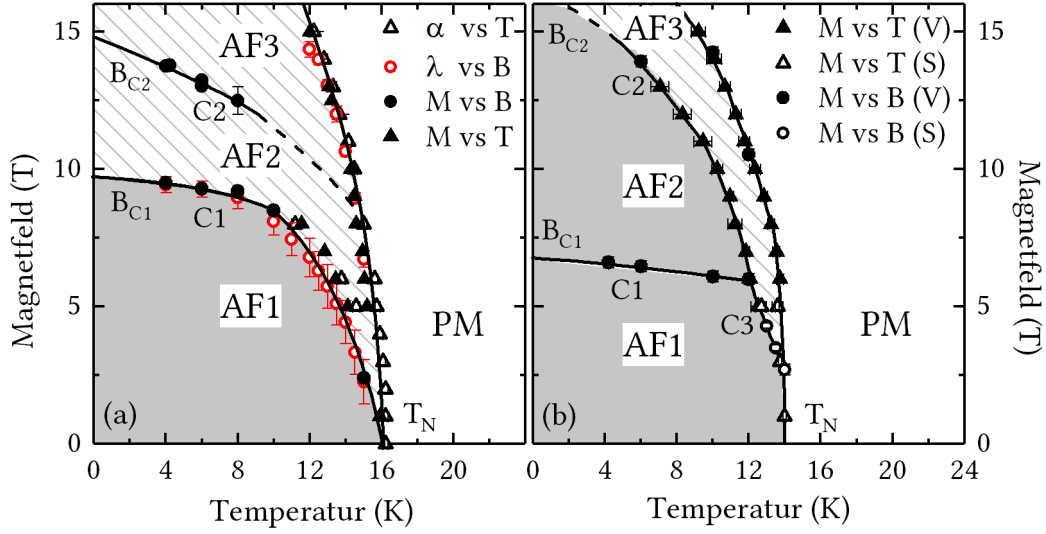 15
10
5
0
Magnetfeld (T)
AF3
B_C2
C2
AF2
B_C1
C1
AF1
PM
(a)
T_N
α vs T
λ vs B
M vs B
M vs T
0 4 8 12 16 20
Temperatur (K)
AF3
B_C2
C2
AF2
B_C1
C1
C3
AF1
PM
(b)
T_N
M vs T (V)
M vs T (S)
M vs B (V)
M vs B (S)
0 4 8 12 16 20 24
Temperatur (K)
15
10
5
0
Magnetfeld (T)